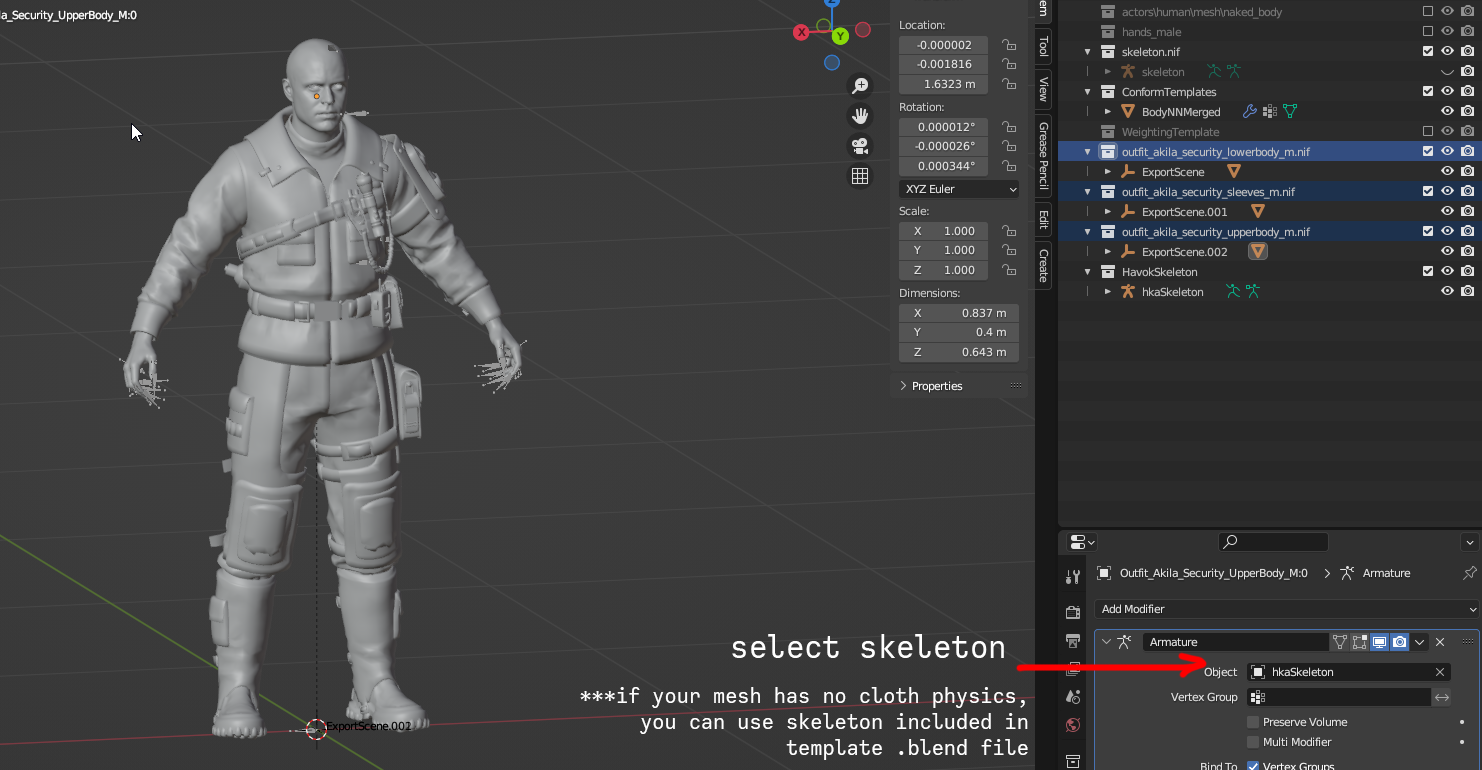 la_Security_UpperBody_M:0
X
Y
Z
Location:
-0.000002
-0.001816
1.6323 m
Rotation:
0.000012°
-0.000026°
0.000344°
XYZ Euler
Scale:
X 1.000
Y 1.000
Z 1.000
Dimensions:
X 0.837 m
Y 0.4 m
Z 0.643 m
Properties
Tool
View
Grease Pencil
Edit
Create
actors\human\mesh\naked_body
hands_male
skeleton.nif
skeleton
ConformTemplates
BodyNNMerged
WeightingTemplate
outfit_akila_security_lowerbody_m.nif
ExportScene
outfit_akila_security_sleeves_m.nif
ExportScene.001
outfit_akila_security_upperbody_m.nif
ExportScene.002
HavokSkeleton
hkaSkeleton
Outfit_Akila_Security_UpperBody_M:0 > Armature
Add Modifier
Armature
Object hkaSkeleton
Vertex Group
Preserve Volume
Multi Modifier
Bind To Vertex Groups
select skeleton
***if your mesh has no cloth physics,
you can use skeleton included in
template .blend file
ExportScene.002